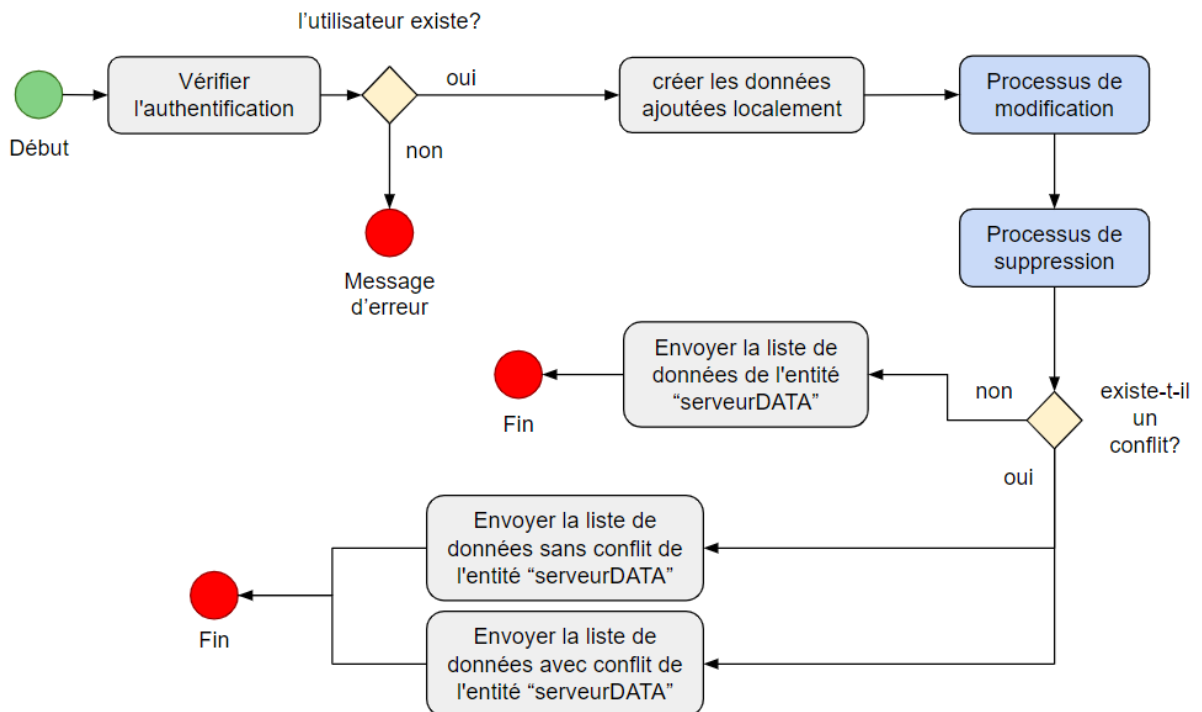 l’utilisateur existe?
Vérifier
l'authentification
oui
créer les données
ajoutées localement
Processus de
modification
Début
non
Message
d’erreur
Processus de
suppression
Envoyer la liste de
données de l'entité
“serveurDATA”
non
existe-t-il
un
conflit?
Fin
oui
Envoyer la liste de
données sans conflit de
l'entité “serveurDATA”
Fin
Envoyer la liste de
données avec conflit de
l'entité “serveurDATA”